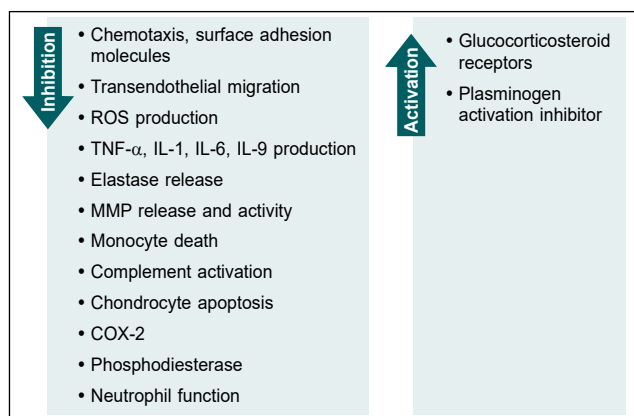 Inhibition
• Chemotaxis, surface adhesion
molecules
• Transendothelial migration
• ROS production
• TNF-α, IL-1, IL-6, IL-9 production
• Elastase release
• MMP release and activity
• Monocyte death
• Complement activation
• Chondrocyte apoptosis
• COX-2
• Phosphodiesterase
• Neutrophil function
Activation
• Glucocorticosteroid
receptors
• Plasminogen
activation inhibitor